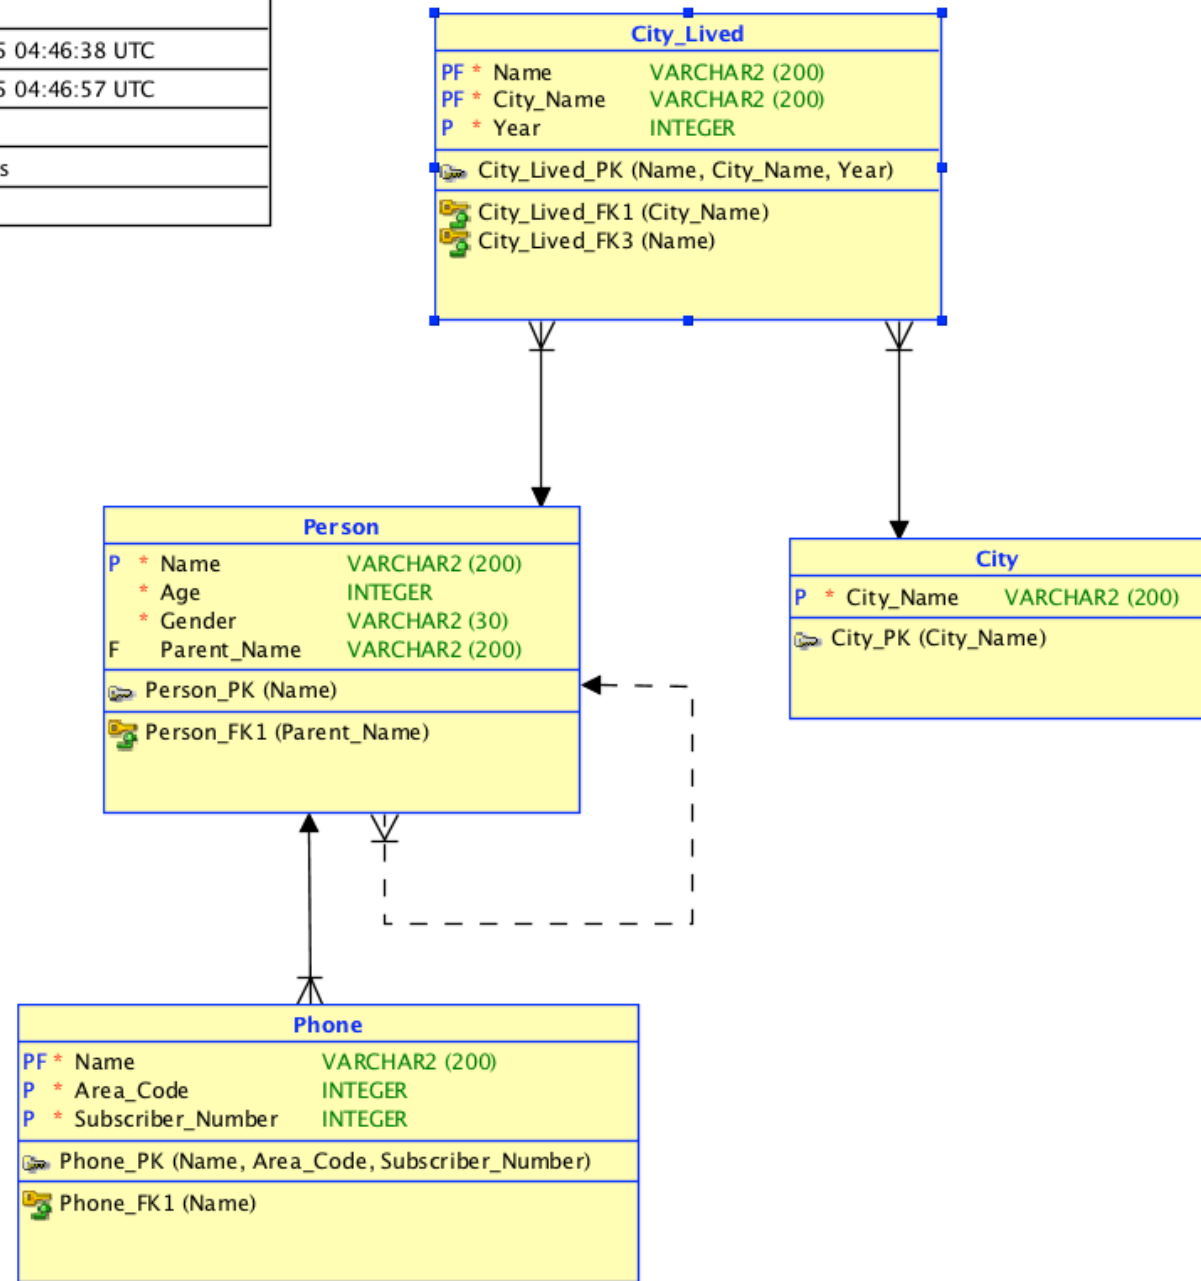 5 04:46:38 UTC
5 04:46:57 UTC
s
City_Lived
PF * Name VARCHAR2 (200)
PF * City_Name VARCHAR2 (200)
P * Year INTEGER
City_Lived_PK (Name, City_Name, Year)
City_Lived_FK1 (City_Name)
City_Lived_FK3 (Name)
Person
P * Name VARCHAR2 (200)
* Age INTEGER
* Gender VARCHAR2 (30)
F Parent_Name VARCHAR2 (200)
Person_PK (Name)
Person_FK1 (Parent_Name)
City
P * City_Name VARCHAR2 (200)
City_PK (City_Name)
Phone
PF * Name VARCHAR2 (200)
P * Area_Code INTEGER
P * Subscriber_Number INTEGER
Phone_PK (Name, Area_Code, Subscriber_Number)
Phone_FK1 (Name)